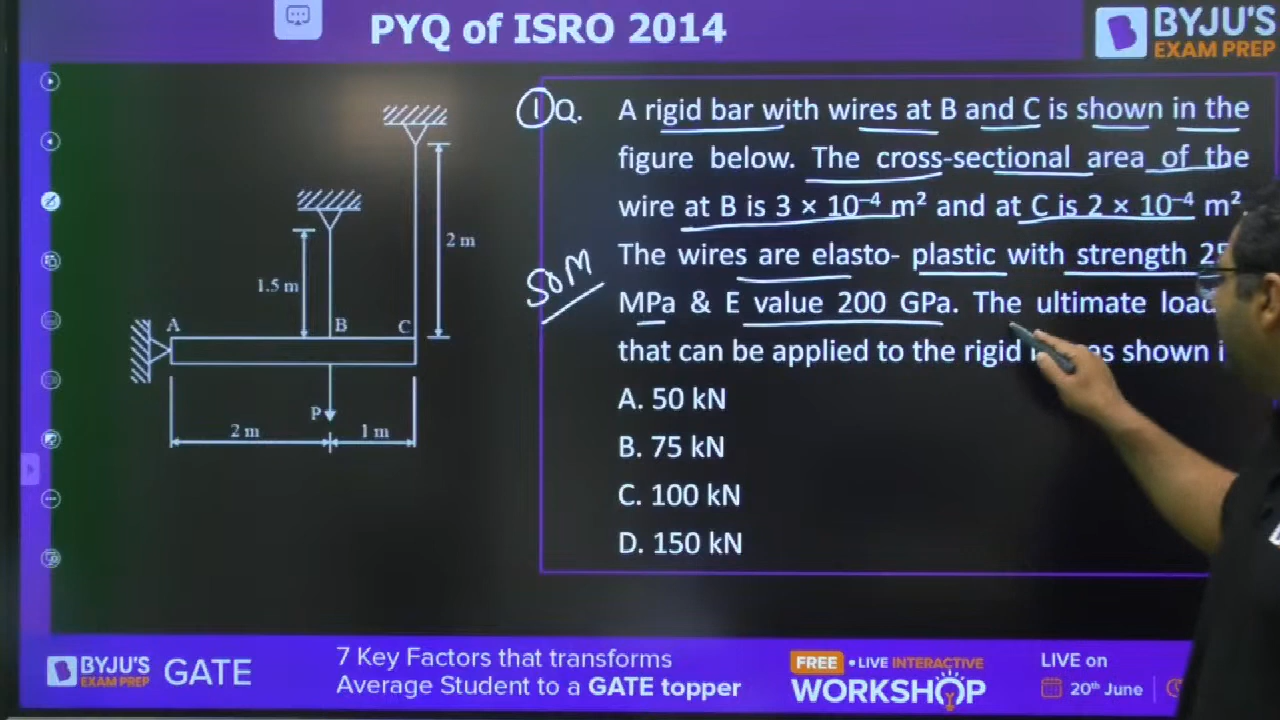 PYQ of ISRO 2014
BYJU'S
EXAM PREP
1 Q. A rigid bar with wires at B and C is shown in the
figure below. The cross-sectional area of the
wire at B is 3 × 10⁻⁴ m² and at C is 2 × 10⁻⁴ m².
The wires are elasto- plastic with strength
MPa & E value 200 GPa. The ultimate load
that can be applied to the rigid shown
A. 50 kN
B. 75 kN
C. 100 kN
D. 150 kN
SOM
2 m
1.5 m
A
B
C
P
2 m
1 m
BYJU'S
EXAM PREP
GATE
7 Key Factors that transforms
Average Student to a GATE topper
FREE • LIVE INTERACTIVE
WORKSHOP
LIVE on
20th June